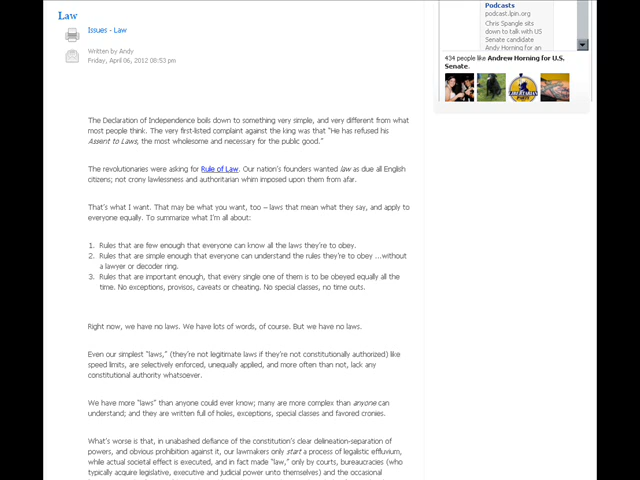 Law
Issues - Law
Written by Andy
Friday, April 06, 2012 08:53 pm
The Declaration of Independence boils down to something very simple, and very different from what
most people think. The very first-listed complaint against the king was that “He has refused his
Assent to Laws, the most wholesome and necessary for the public good.”
The revolutionaries were asking for Rule of Law. Our nation's founders wanted law as due all English
citizens; not crony lawlessness and authoritarian whim imposed upon them from afar.
That's what I want. That may be what you want, too – laws that mean what they say, and apply to
everyone equally. To summarize what I'm all about:
1. Rules that are few enough that everyone can know all the laws they're to obey.
2. Rules that are simple enough that everyone can understand the rules they're to obey ...without
a lawyer or decoder ring.
3. Rules that are important enough, that every single one of them is to be obeyed equally all the
time. No exceptions, provisos, caveats or cheating. No special classes, no time outs.
Right now, we have no laws. We have lots of words, of course. But we have no laws.
Even our simplest “laws,” (they're not legitimate laws if they're not constitutionally authorized) like
speed limits, are selectively enforced, unequally applied, and more often than not, lack any
constitutional authority whatsoever.
We have more “laws” than anyone could ever know; many are more complex than anyone can
understand; and they are written full of holes, exceptions, special classes and favored cronies.
What's worse is that, in unabashed defiance of the constitution's clear delineation-separation of
powers, and obvious prohibition against it, our lawmakers only start a process of legalistic effluvium,
while actual societal effect is executed, and in fact made “law,” only by courts, bureaucracies (who
typically acquire legislative, executive and judicial power unto themselves) and the occasional
Podcasts
podcast.lpin.org
Chris Spangle sits
down to talk with US
Senate candidate
Andy Horning for an
434 people like Andrew Horning for U.S.
Senate.
LIBERTARIAN